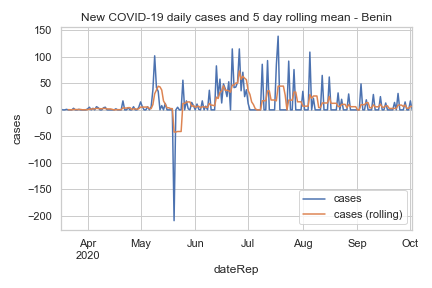 New COVID-19 daily cases and 5 day rolling mean - Benin
150
100
50
0
−50
−100
−150
−200
cases
Apr
2020
May
Jun
Jul
Aug
Sep
Oct
dateRep
cases
cases (rolling)